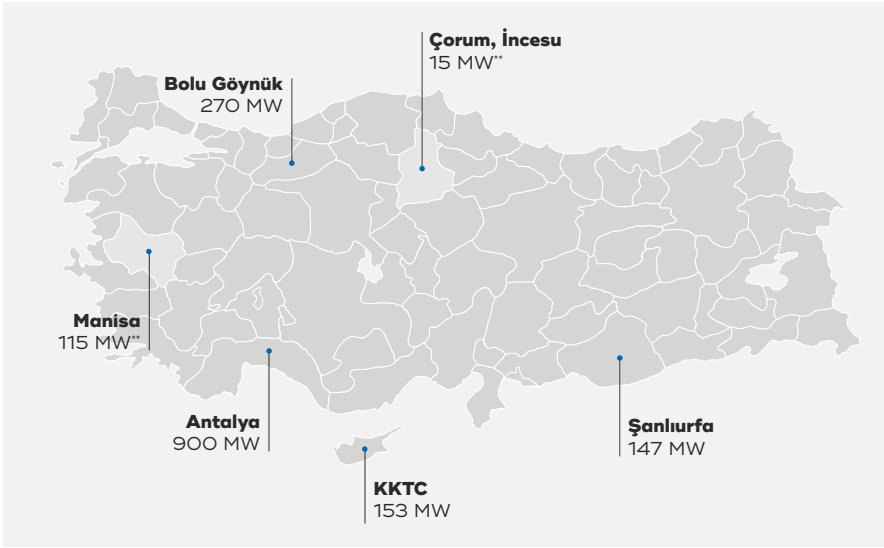 Çorum, İncesu
15 MW**
Bolu Göynük
270 MW
Manisa
115 MW**
Antalya
900 MW
Şanlıurfa
147 MW
KKTC
153 MW